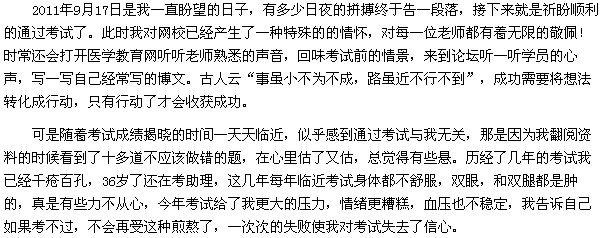 2011年9月17日是我一直盼望的日子，有多少日夜的拼搏终于告一段落，接下来就是祈盼顺利
的通过考试了。此时我对网校已经产生了一种特殊的的情怀，对每一位老师都有着无限的敬佩！
时常还会打开医学教育网听听老师熟悉的声音，回味考试前的情景，来到论坛听一听学员的心
声，写一写自己经常写的博文。古人云“事虽小不为不成，路虽近不行不到”，成功需要将想法
转化成行动，只有行动了才会收获成功。
可是随着考试成绩揭晓的时间一天天临近，似乎感到通过考试与我无关，那是因为我翻阅资
料的时候看到了十多道不应该做错的题，在心里估了又估，总觉得有些悬。历经了几年的考试我
已经千疮百孔，36岁了还在考助理，这几年每年临近考试身体都不舒服，双眼，和双腿都是肿
的，真是有些力不从心，今年考试给了我更大的压力，情绪更糟糕，血压也不稳定，我告诉自己
如果考不过，不会再受这种煎熬了，一次次的失败使我对考试失去了信心。